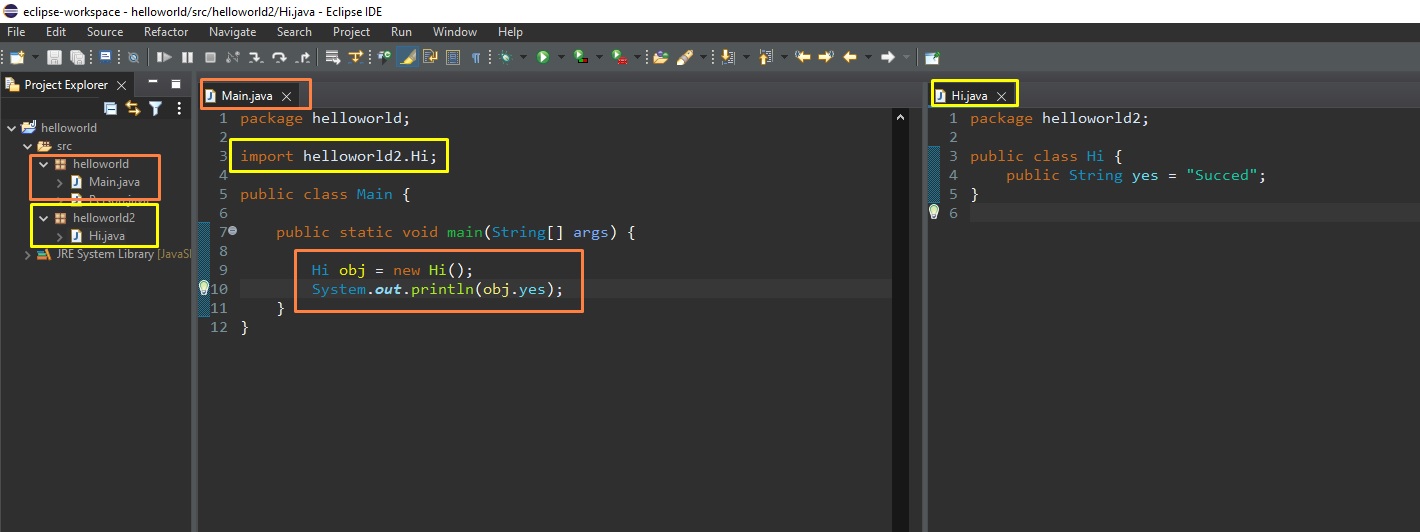 eclipse-workspace - helloworld/src/helloworld2/Hi.java - Eclipse IDE
File Edit Source Refactor Navigate Search Project Run Window Help
Project Explorer
helloworld
src
helloworld
Main.java
helloworld2
Hi.java
JRE System Library [JavaS
Main.java
1 package helloworld;
2
3 import helloworld2.Hi;
4
5 public class Main {
6
7 public static void main(String[] args) {
8
9 Hi obj = new Hi();
10 System.out.println(obj.yes);
11 }
12 }
Hi.java
1 package helloworld2;
2
3 public class Hi {
4 public String yes = "Succed";
5 }
6